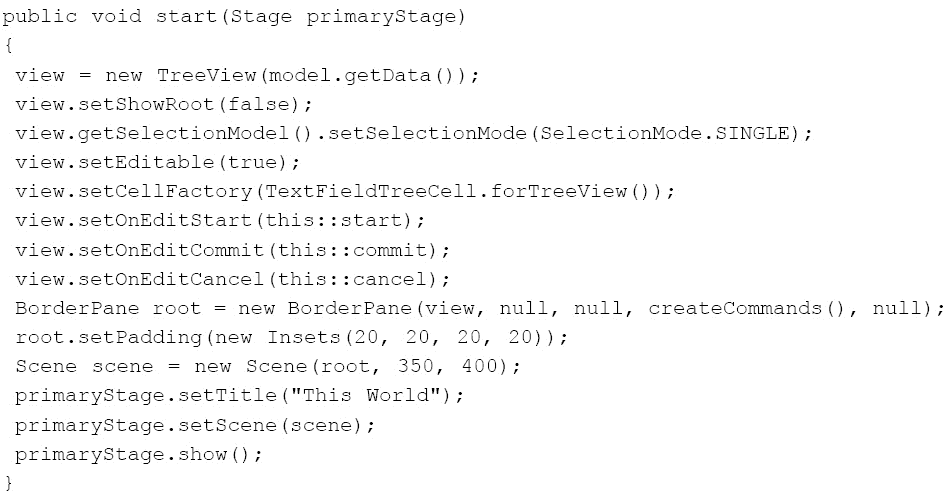 public void start(Stage primaryStage)
{
view = new TreeView(model.getData());
view.setShowRoot(false);
view.getSelectionModel().setSelectionMode(SelectionMode.SINGLE);
view.setEditable(true);
view.setCellFactory(TextFieldTreeCell.forTreeView());
view.setOnEditStart(this::start);
view.setOnEditCommit(this::commit);
view.setOnEditCancel(this::cancel);
BorderPane root = new BorderPane(view, null, null, createCommands(), null);
root.setPadding(new Insets(20, 20, 20, 20));
Scene scene = new Scene(root, 350, 400);
primaryStage.setTitle("This World");
primaryStage.setScene(scene);
primaryStage.show();
}